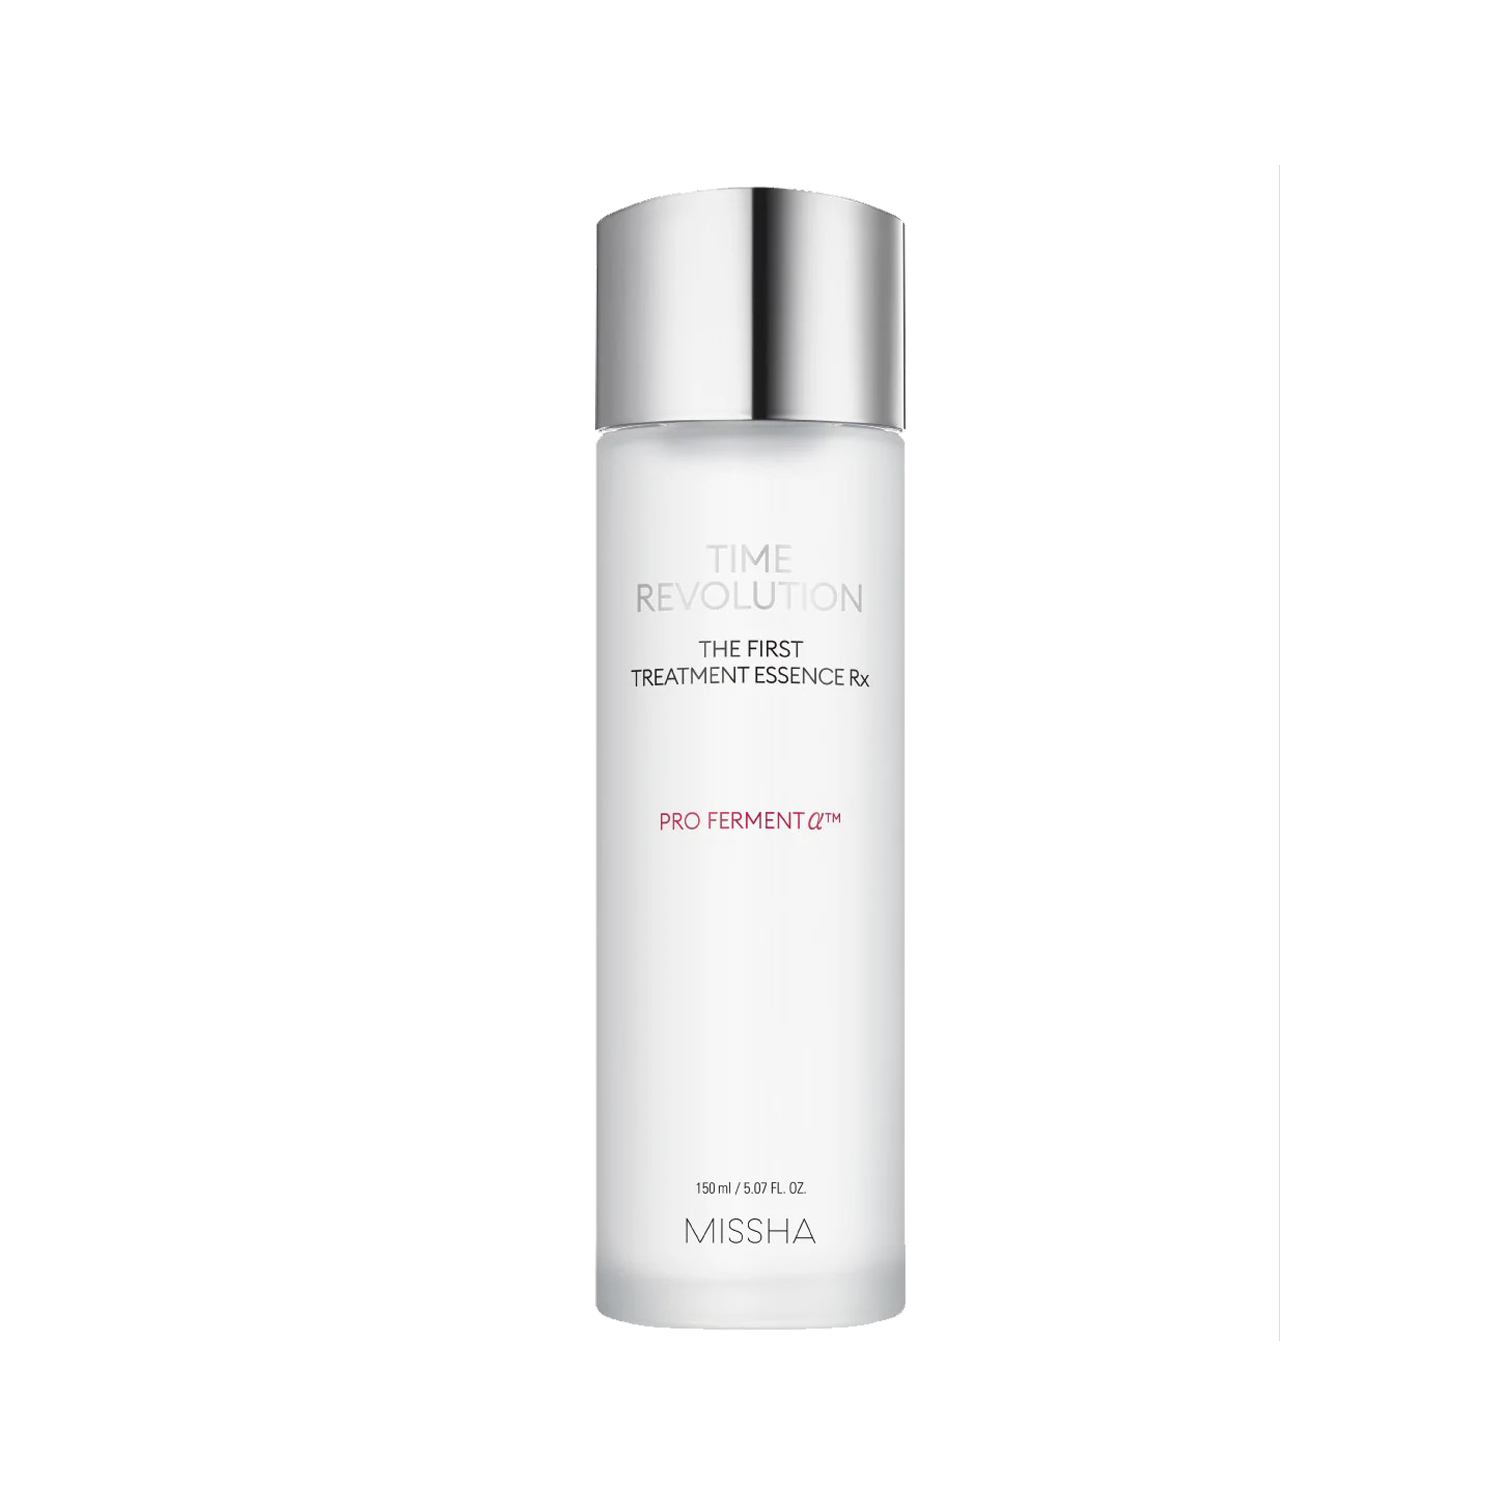 TIME
REVOLUTION
THE FIRST
TREATMENT ESSENCE Rx
PRO FERMENT α™
150 ml / 5.07 FL. OZ.
MISSHA